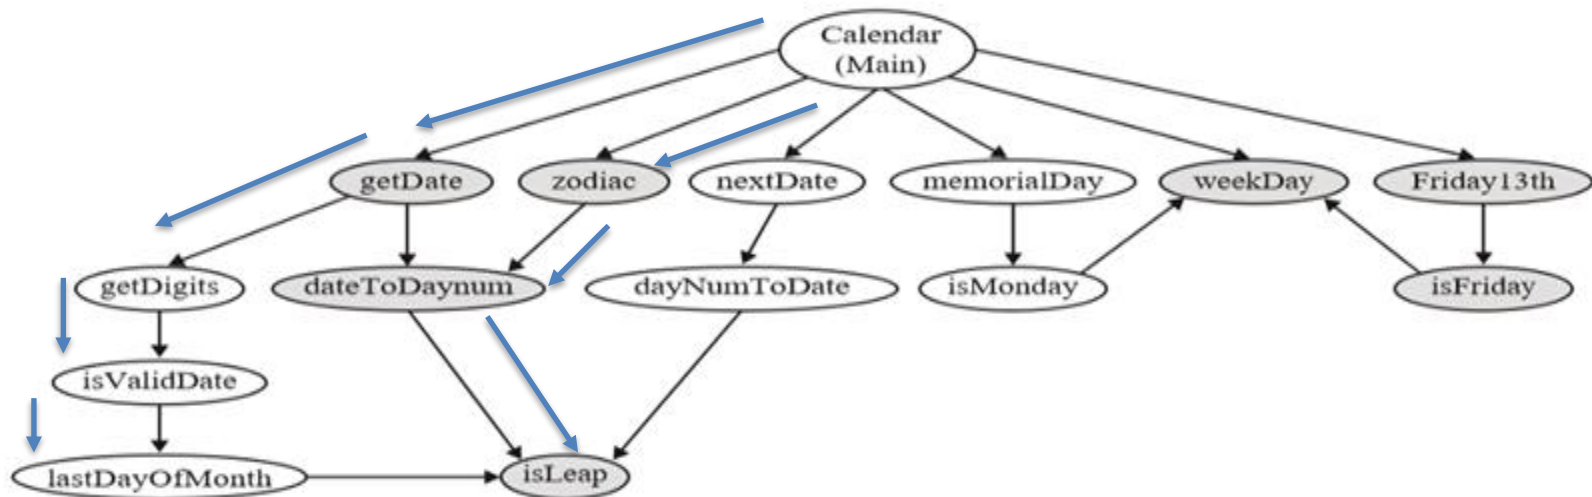 Calendar
(Main)
getDate
zodiac
nextDate
memorialDay
weekDay
Friday13th
getDigits
dateToDaynum
dayNumToDate
isMonday
isFriday
isValidDate
lastDayOfMonth
isLeap